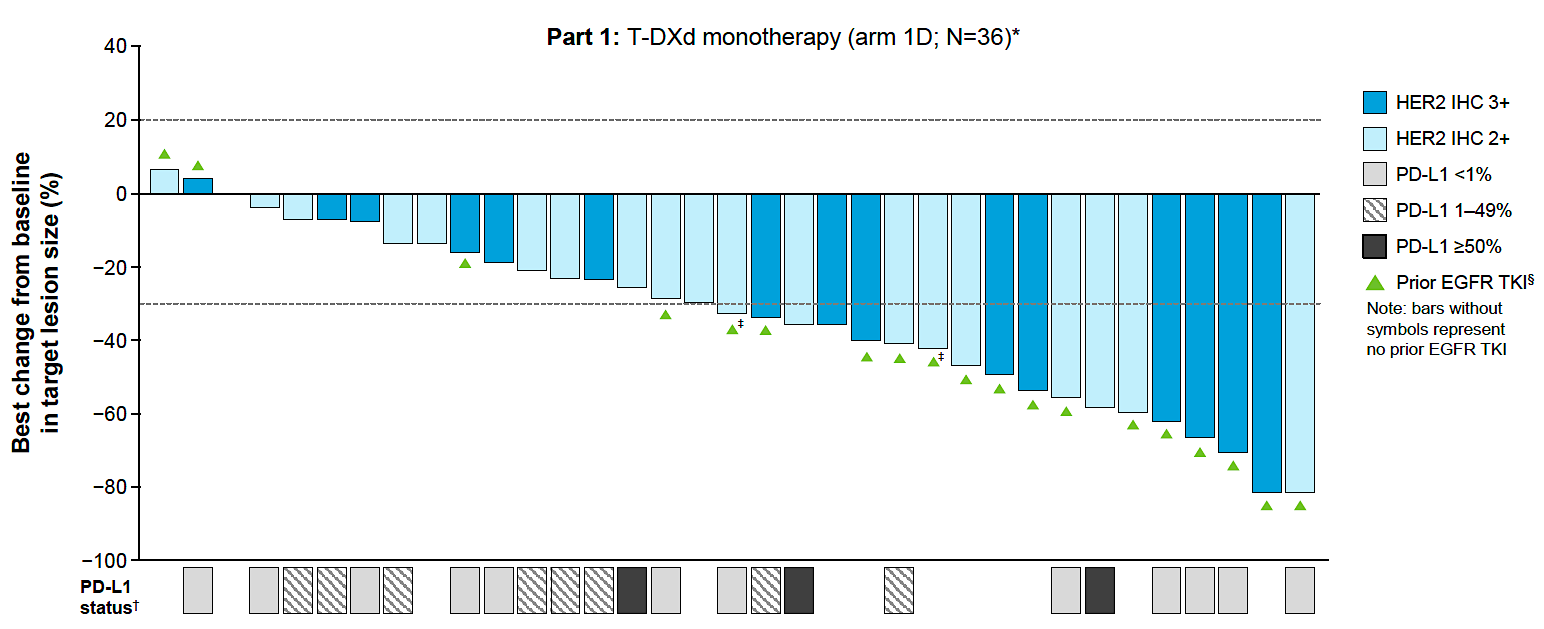 Part 1: T-DXd monotherapy (arm 1D; N=36)*
Best change from baseline
in target lesion size (%)
40
20
0
−20
−40
−60
−80
−100
‡
‡
HER2 IHC 3+
HER2 IHC 2+
PD-L1 <1%
PD-L1 1–49%
PD-L1 ≥50%
Prior EGFR TKI§
Note: bars without
symbols represent
no prior EGFR TKI
PD-L1
status†